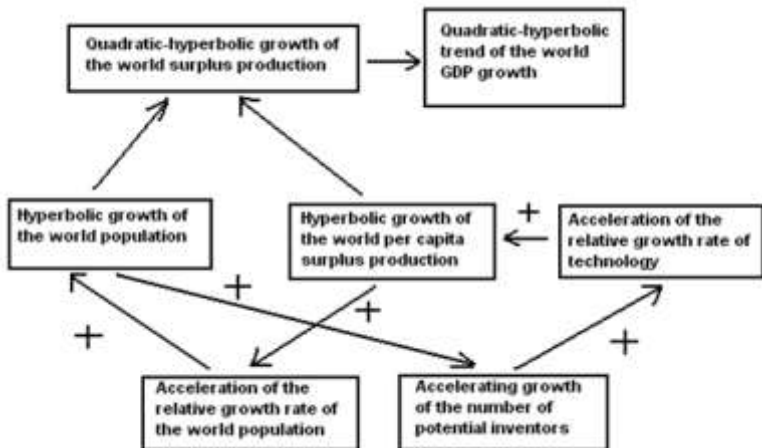 Quadratic-hyperbolic growth of
the world surplus production
Quadratic-hyperbolic
trend of the world
GDP growth
Hyperbolic growth of
the world population
Hyperbolic growth of
the world per capita
surplus production
+
Acceleration of the
relative growth rate of
technology
+
+
+
+
Acceleration of the
relative growth rate of
the world population
Accelerating growth
of the number of
potential inventors